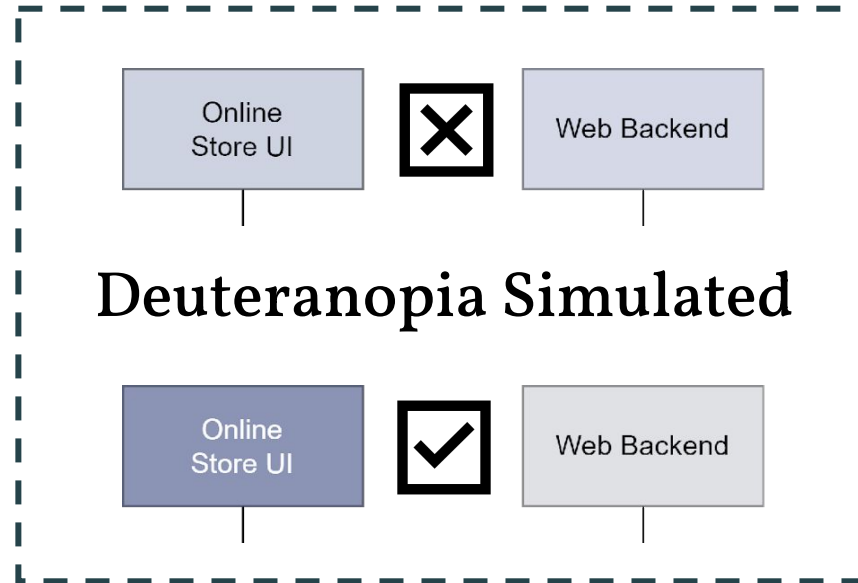 Online
Store UI
Web Backend
Deuteranopia Simulated
Online
Store UI
Web Backend